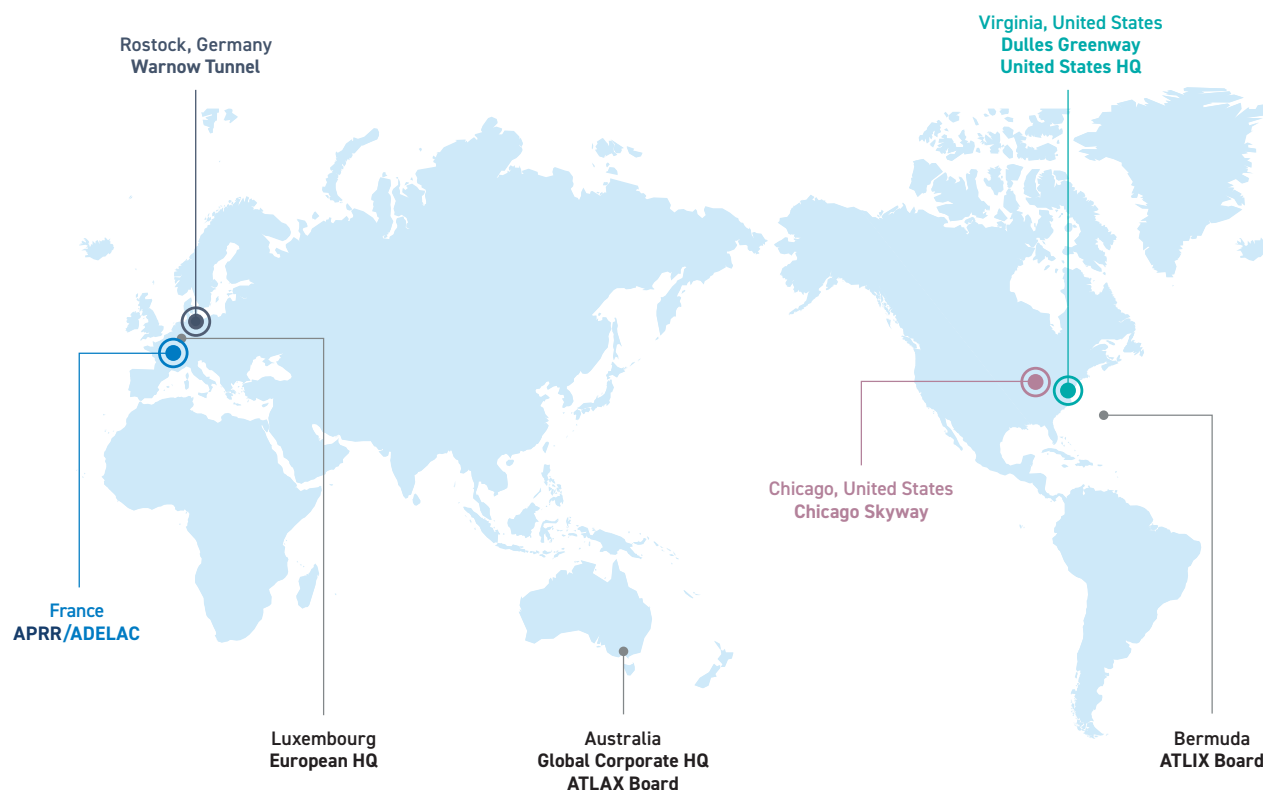 Rostock, Germany
Warnow Tunnel
Virginia, United States
Dulles Greenway
United States HQ
Chicago, United States
Chicago Skyway
France
APRR/ADELAC
Luxembourg
European HQ
Australia
Global Corporate HQ
ATLAX Board
Bermuda
ATLIX Board